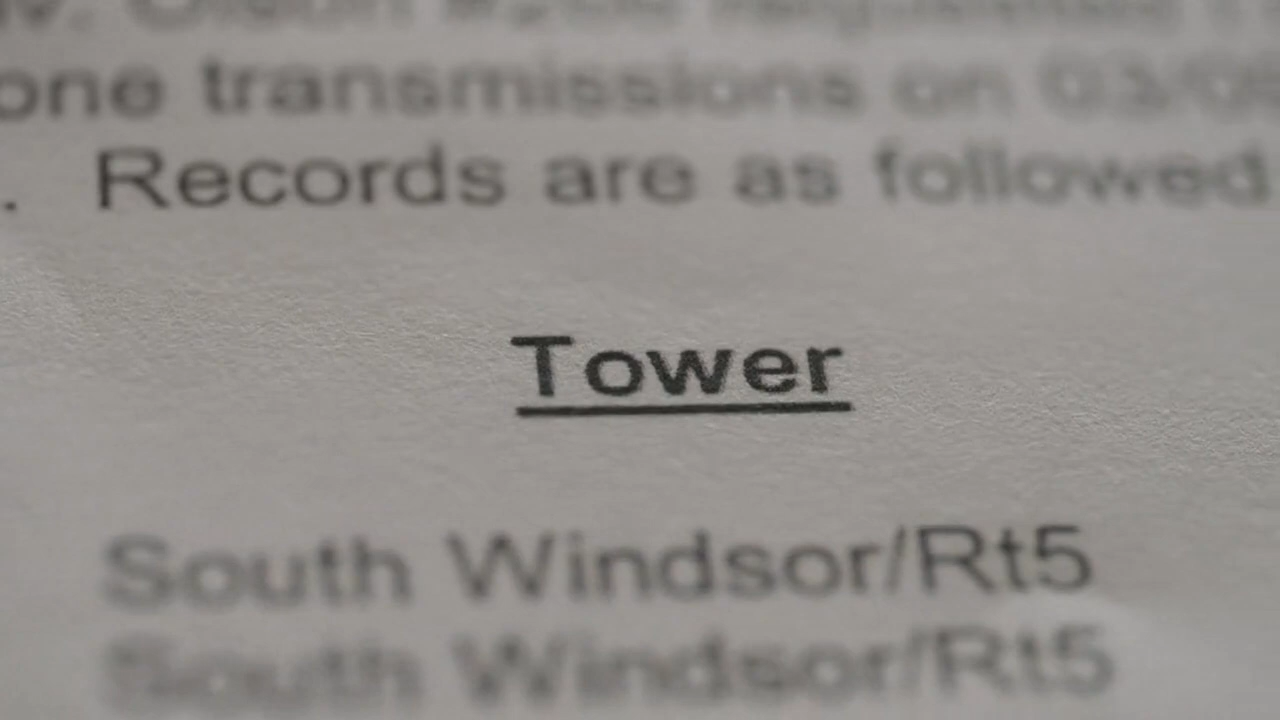 one transmissions on
. Records are as followed
Tower
South Windsor/Rt5
South Windsor/Rt5